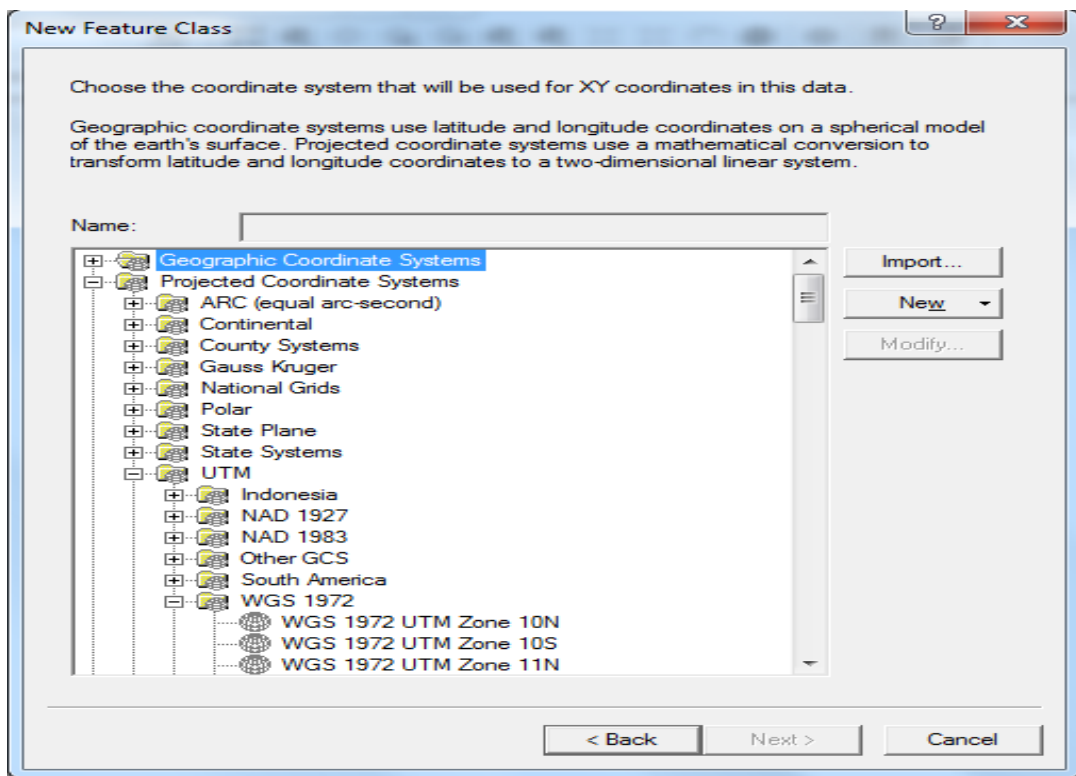 New Feature Class
Choose the coordinate system that will be used for XY coordinates in this data.
Geographic coordinate systems use latitude and longitude coordinates on a spherical model
of the earth's surface. Projected coordinate systems use a mathematical conversion to
transform latitude and longitude coordinates to a two-dimensional linear system.
Name:
Geographic Coordinate Systems
Import...
Projected Coordinate Systems
ARC (equal arc-second)
New
Continental
County Systems
Modify...
Gauss Kruger
National Grids
Polar
State Plane
State Systems
UTM
Indonesia
NAD 1927
NAD 1983
Other GCS
South America
WGS 1972
WGS 1972 UTM Zone 10N
WGS 1972 UTM Zone 10S
WGS 1972 UTM Zone 11N
< Back
Next >
Cancel